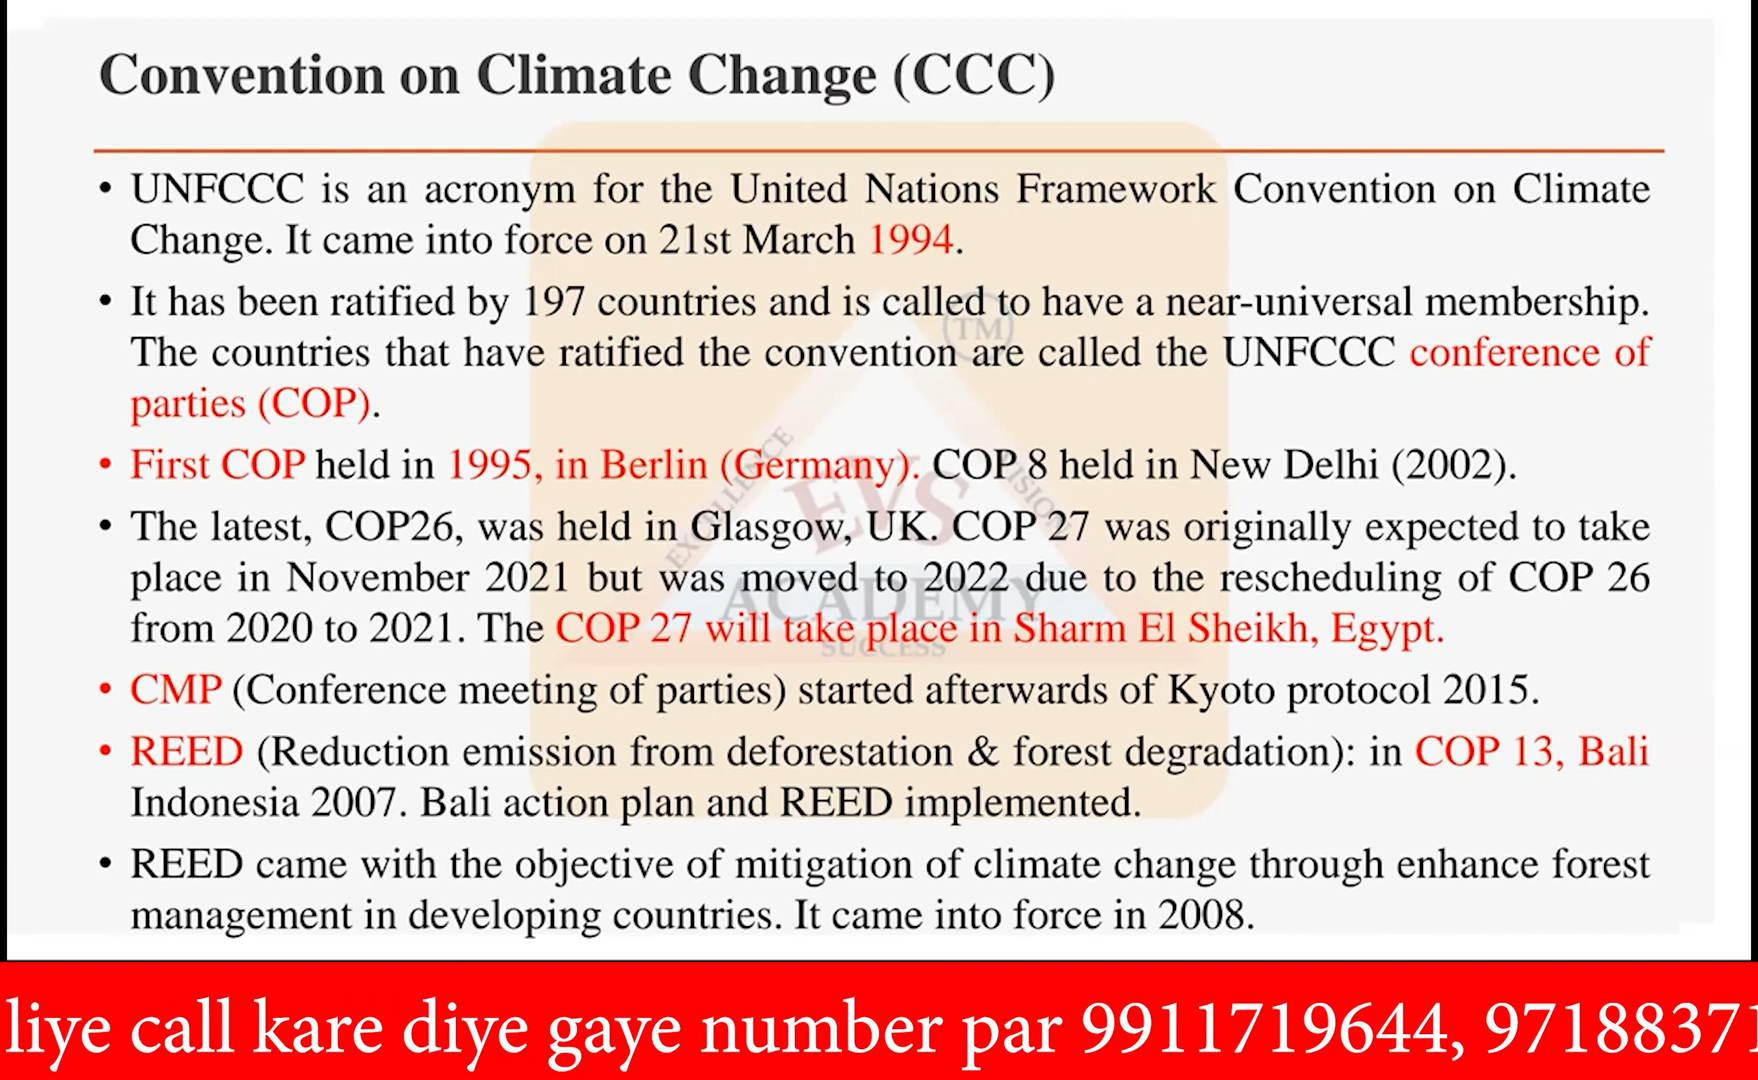 Convention on Climate Change (CCC)
• UNFCCC is an acronym for the United Nations Framework Convention on Climate
Change. It came into force on 21st March 1994.
• It has been ratified by 197 countries and is called to have a near-universal membership.
The countries that have ratified the convention are called the UNFCCC conference of
parties (COP).
• First COP held in 1995, in Berlin (Germany). COP 8 held in New Delhi (2002).
• The latest, COP26, was held in Glasgow, UK. COP 27 was originally expected to take
place in November 2021 but was moved to 2022 due to the rescheduling of COP 26
from 2020 to 2021. The COP 27 will take place in Sharm El Sheikh, Egypt.
• CMP (Conference meeting of parties) started afterwards of Kyoto protocol 2015.
• REED (Reduction emission from deforestation & forest degradation): in COP 13, Bali
Indonesia 2007. Bali action plan and REED implemented.
• REED came with the objective of mitigation of climate change through enhance forest
management in developing countries. It came into force in 2008.
TM
EXCELLENCE
VISION
EVS
ACADEMY
SUCCESS
liye call kare diye gaye number par 9911719644, 97188371